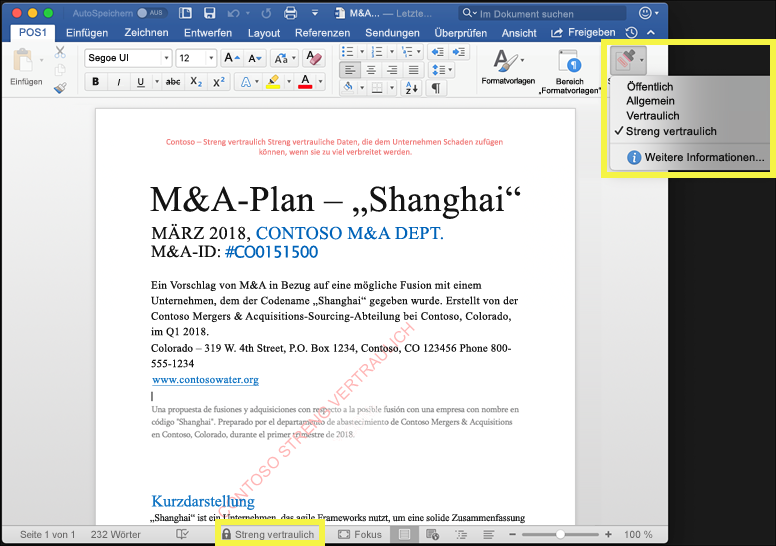 AutoSpeichern AUS M&A... – Letzte... Im Dokument suchen
POS1 Einfügen Zeichnen Entwerfen Layout Referenzen Sendungen Überprüfen Ansicht Freigeben
Segoe UI 12 A A Aa A
Einfügen
B I U abc X2 X2 A A
A Z
Formatvorlagen
Bereich
„Formatvorlagen“
Öffentlich
Allgemein
Vertraulich
Streng vertraulich
Weitere Informationen...
Contoso – Streng vertraulich Streng vertrauliche Daten, die dem Unternehmen Schaden zufügen
können, wenn sie zu viel verbreitet werden.
M&A-Plan – „Shanghai“
MÄRZ 2018, CONTOSO M&A DEPT.
M&A-ID: #CO0151500
Ein Vorschlag von M&A in Bezug auf eine mögliche Fusion mit einem
Unternehmen, dem der Codename „Shanghai“ gegeben wurde. Erstellt von der
Contoso Mergers & Acquisitions-Sourcing-Abteilung bei Contoso, Colorado,
im Q1 2018.
Colorado – 319 W. 4th Street, P.O. Box 1234, Contoso, CO 123456 Phone 800-
555-1234
www.contosowater.org
Una propuesta de fusiones y adquisiciones con respecto a la posible fusión con una empresa con nombre en
código "Shanghai". Preparado por el departamento de abastecimiento de Contoso Mergers & Acquisitions
en Contoso, Colorado, durante el primer trimestre de 2018.
CONTOSO STRENG VERTRAULICH
Kurzdarstellung
„Shanghai“ ist ein Unternehmen, das agile Frameworks nutzt, um eine solide Zusammenfassung
Seite 1 von 1 232 Wörter Streng vertraulich Fokus 100 %